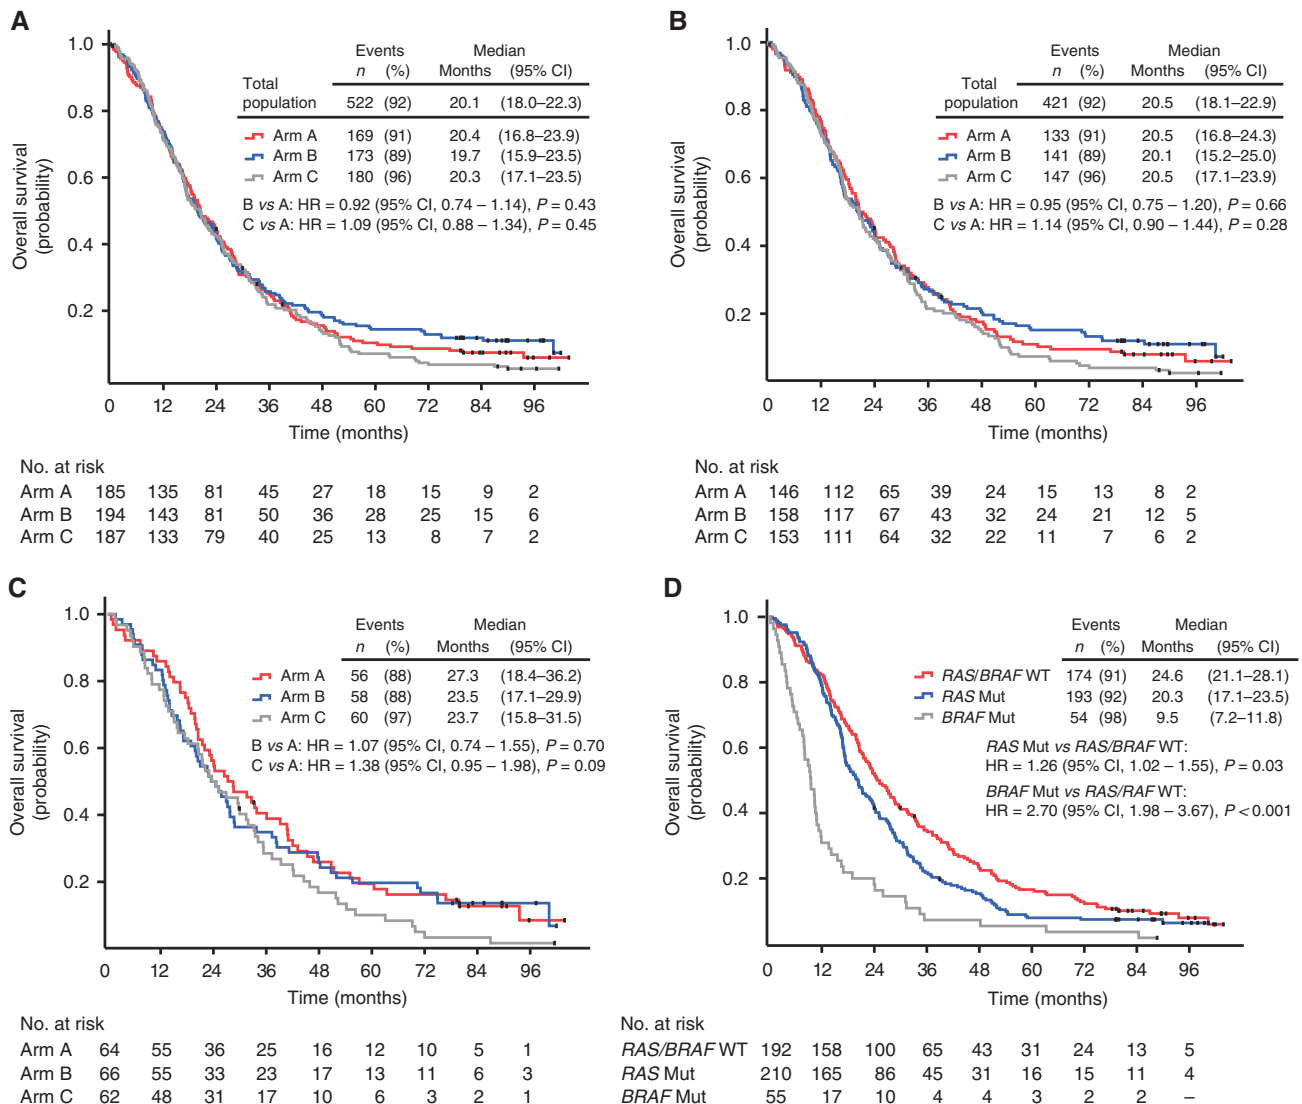 A
Overall survival
(probability)
1.0
0.8
0.6
0.4
0.2
Events Median
n (%) Months (95% CI)
Total
population 522 (92) 20.1 (18.0–22.3)
Arm A 169 (91) 20.4 (16.8–23.9)
Arm B 173 (89) 19.7 (15.9–23.5)
Arm C 180 (96) 20.3 (17.1–23.5)
B vs A: HR = 0.92 (95% CI, 0.74 – 1.14), P = 0.43
C vs A: HR = 1.09 (95% CI, 0.88 – 1.34), P = 0.45
0 12 24 36 48 60 72 84 96
Time (months)
No. at risk
Arm A 185 135 81 45 27 18 15 9 2
Arm B 194 143 81 50 36 28 25 15 6
Arm C 187 133 79 40 25 13 8 7 2
B
Overall survival
(probability)
1.0
0.8
0.6
0.4
0.2
Events Median
n (%) Months (95% CI)
Total
population 421 (92) 20.5 (18.1–22.9)
Arm A 133 (91) 20.5 (16.8–24.3)
Arm B 141 (89) 20.1 (15.2–25.0)
Arm C 147 (96) 20.5 (17.1–23.9)
B vs A: HR = 0.95 (95% CI, 0.75 – 1.20), P = 0.66
C vs A: HR = 1.14 (95% CI, 0.90 – 1.44), P = 0.28
0 12 24 36 48 60 72 84 96
Time (months)
No. at risk
Arm A 146 112 65 39 24 15 13 8 2
Arm B 158 117 67 43 32 24 21 12 5
Arm C 153 111 64 32 22 11 7 6 2
C
Overall survival
(probability)
1.0
0.8
0.6
0.4
0.2
Events Median
n (%) Months (95% CI)
Arm A 56 (88) 27.3 (18.4–36.2)
Arm B 58 (88) 23.5 (17.1–29.9)
Arm C 60 (97) 23.7 (15.8–31.5)
B vs A: HR = 1.07 (95% CI, 0.74 – 1.55), P = 0.70
C vs A: HR = 1.38 (95% CI, 0.95 – 1.98), P = 0.09
0 12 24 36 48 60 72 84 96
Time (months)
No. at risk
Arm A 64 55 36 25 16 12 10 5 1
Arm B 66 55 33 23 17 13 11 6 3
Arm C 62 48 31 17 10 6 3 2 1
D
Overall survival
(probability)
1.0
0.8
0.6
0.4
0.2
Events Median
n (%) Months (95% CI)
RAS/BRAF WT 174 (91) 24.6 (21.1–28.1)
RAS Mut 193 (92) 20.3 (17.1–23.5)
BRAF Mut 54 (98) 9.5 (7.2–11.8)
RAS Mut vs RAS/BRAF WT:
HR = 1.26 (95% CI, 1.02 – 1.55), P = 0.03
BRAF Mut vs RAS/RAF WT:
HR = 2.70 (95% CI, 1.98 – 3.67), P < 0.001
0 12 24 36 48 60 72 84 96
Time (months)
No. at risk
RAS/BRAF WT 192 158 100 65 43 31 24 13 5
RAS Mut 210 165 86 45 31 16 15 11 4
BRAF Mut 55 17 10 4 4 3 2 2 –